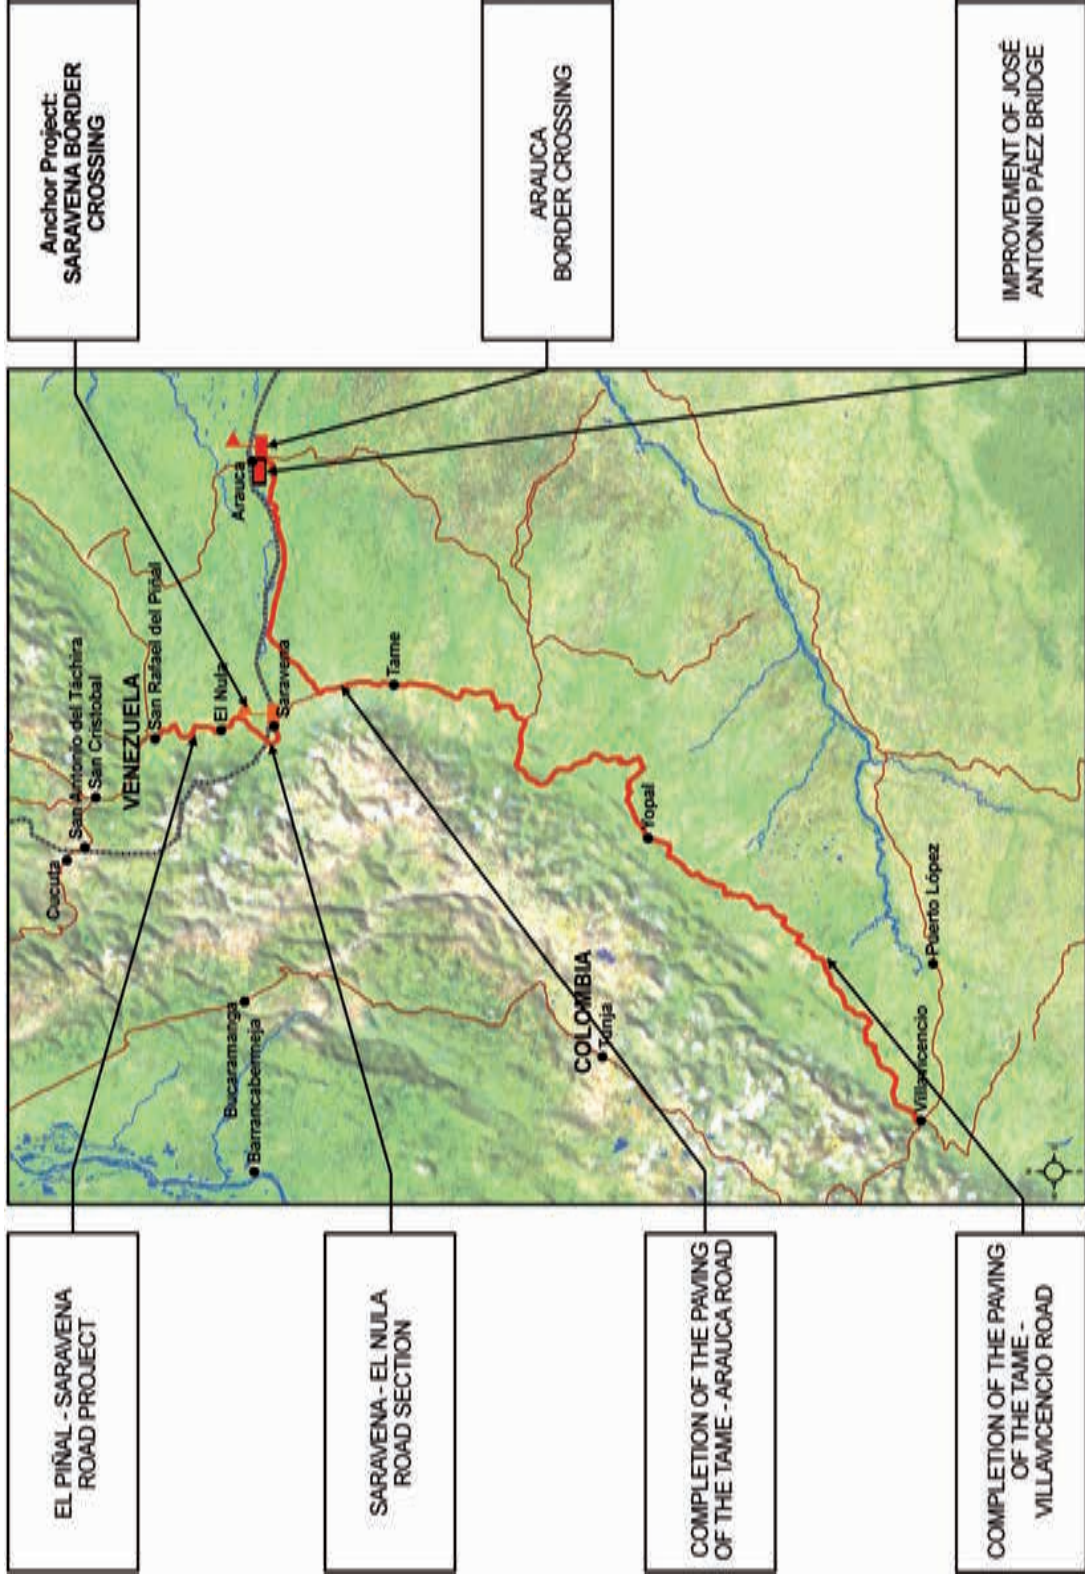 EL PIÑAL - SARAVENA
ROAD PROJECT
SARAVENA - EL NULA
ROAD SECTION
COMPLETION OF THE PAVING
OF THE TAME - ARAUCA ROAD
COMPLETION OF THE PAVING
OF THE TAME -
VILLAVICENCIO ROAD
Cucuta
San Antonio del Táchira
San Cristobal
VENEZUELA
San Rafael del Piñal
El Nula
Saravena
Arauca
Tame
Bucaramanga
Barrancabermeja
Yopal
COLOMBIA
Tunja
Puerto López
Villavicencio
Anchor Project:
SARAVENA BORDER
CROSSING
ARAUCA
BORDER CROSSING
IMPROVEMENT OF JOSÉ
ANTONIO PÁEZ BRIDGE